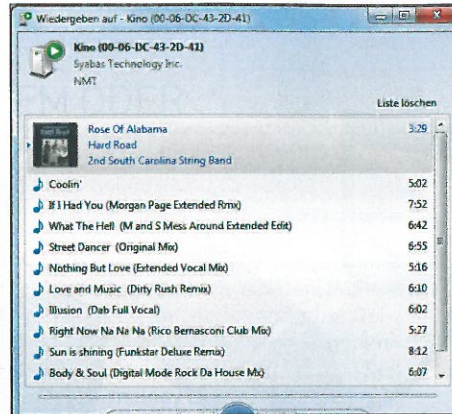 Wiedergeben auf - Kino (00-06-DC-43-2D-41)
Kino (00-06-DC-43-2D-41)
Syabas Technology Inc.
NMT
Liste löschen
Rose Of Alabama 3:29
Hard Road
2nd South Carolina String Band
Coolin' 5:02
If I Had You (Morgan Page Extended Rmx) 7:52
What The Hell (M and S Mess Around Extended Edit) 6:42
Street Dancer (Original Mix) 6:55
Nothing But Love (Extended Vocal Mix) 5:16
Love and Music (Dirty Rush Remix) 6:10
Illusion (Dab Full Vocal) 6:02
Right Now Na Na Na (Rico Bernasconi Club Mix) 5:27
Sun is shining (Funkstar Deluxe Remix) 8:12
Body & Soul (Digital Mode Rock Da House Mx) 6:07